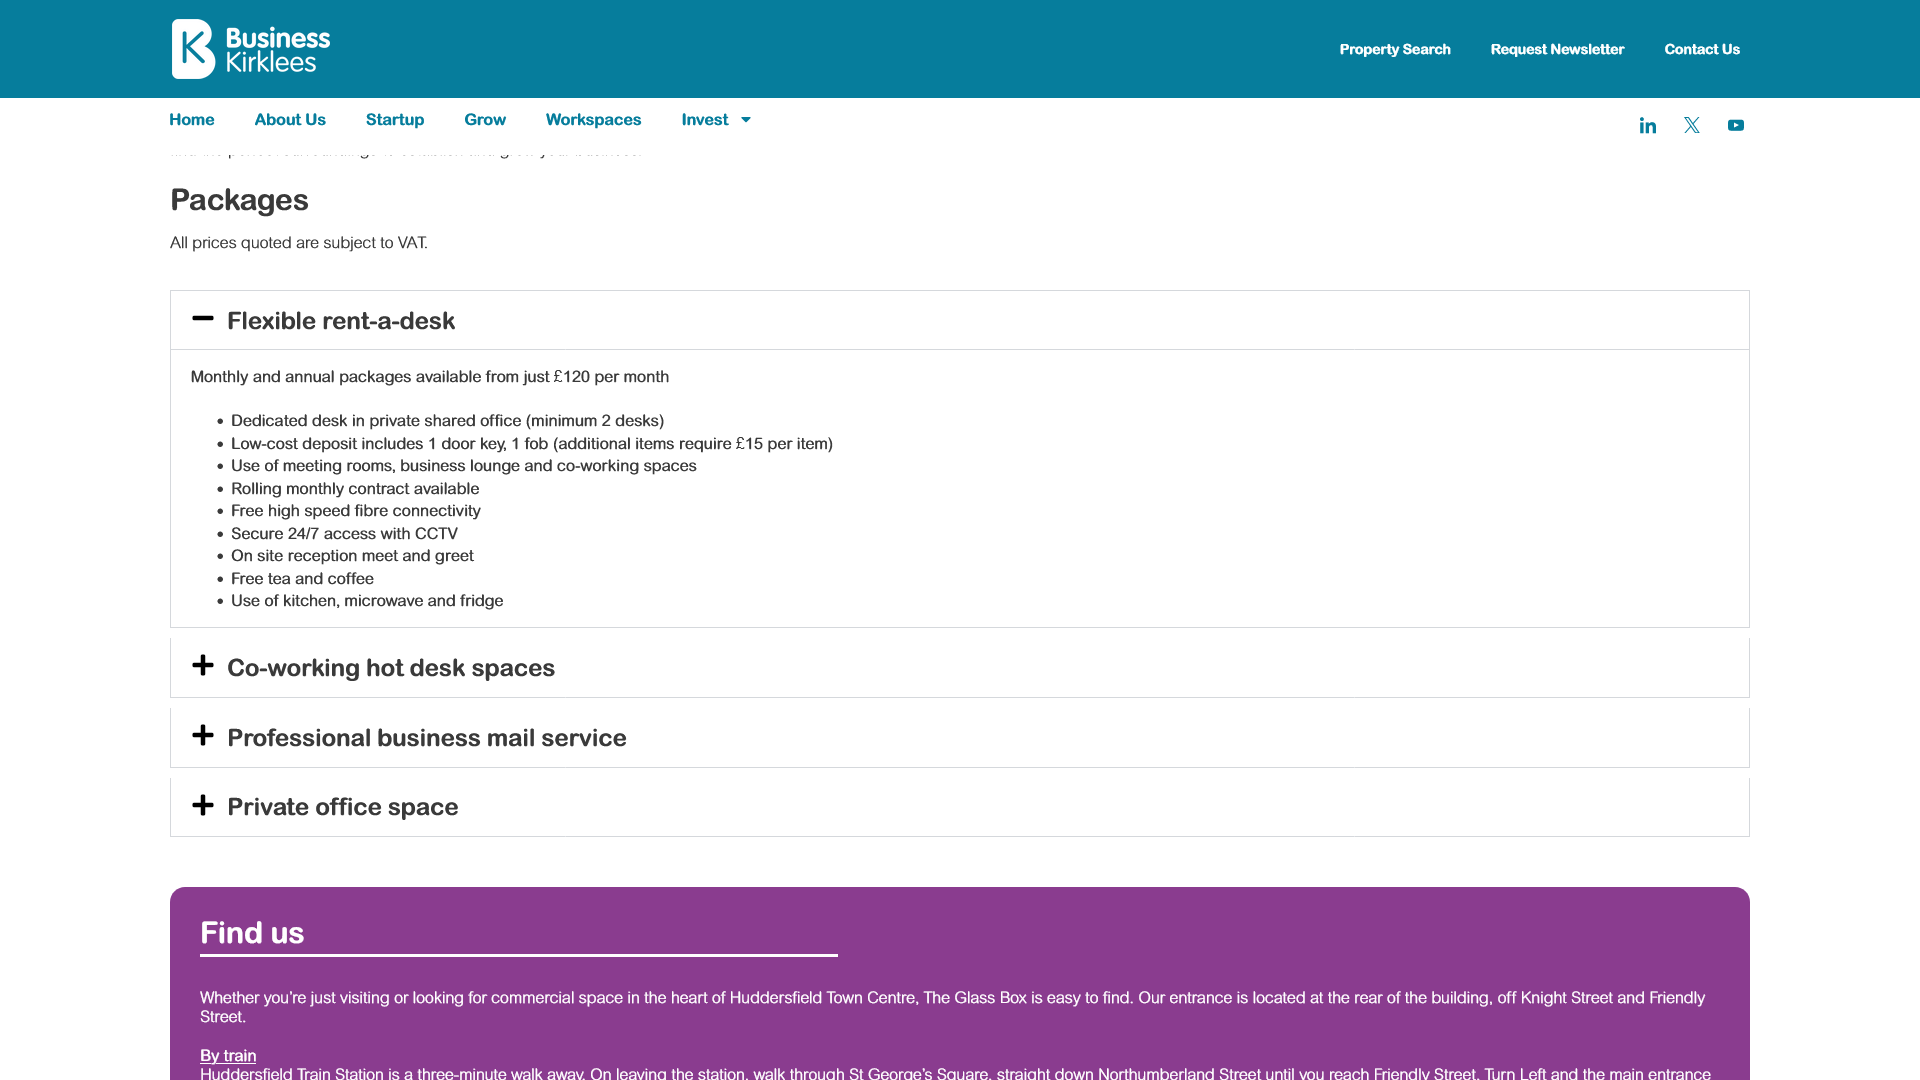 Business
Kirklees
Property Search
Request Newsletter
Contact Us
Home
About Us
Startup
Grow
Workspaces
Invest
Packages
All prices quoted are subject to VAT.
Flexible rent-a-desk
Monthly and annual packages available from just £120 per month
Dedicated desk in private shared office (minimum 2 desks)
Low-cost deposit includes 1 door key, 1 fob (additional items require £15 per item)
Use of meeting rooms, business lounge and co-working spaces
Rolling monthly contract available
Free high speed fibre connectivity
Secure 24/7 access with CCTV
On site reception meet and greet
Free tea and coffee
Use of kitchen, microwave and fridge
Co-working hot desk spaces
Professional business mail service
Private office space
Find us
Whether you’re just visiting or looking for commercial space in the heart of Huddersfield Town Centre, The Glass Box is easy to find. Our entrance is located at the rear of the building, off Knight Street and Friendly
Street.
By train
Huddersfield Train Station is a three-minute walk away. On leaving the station, walk through St George’s Square, straight down Northumberland Street until you reach Friendly Street. Turn Left and the main entrance